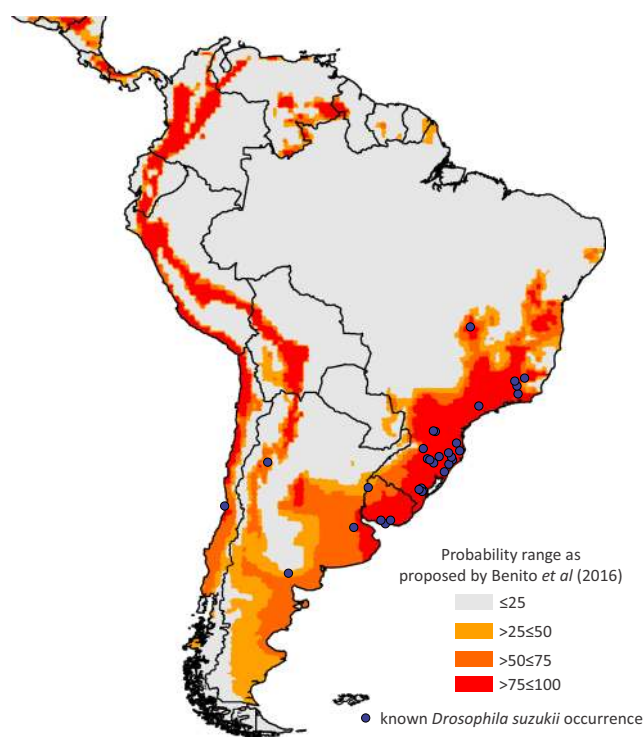 Probability range as
proposed by Benito et al (2016)
≤25
>25≤50
>50≤75
>75≤100
known Drosophila suzukii occurrence